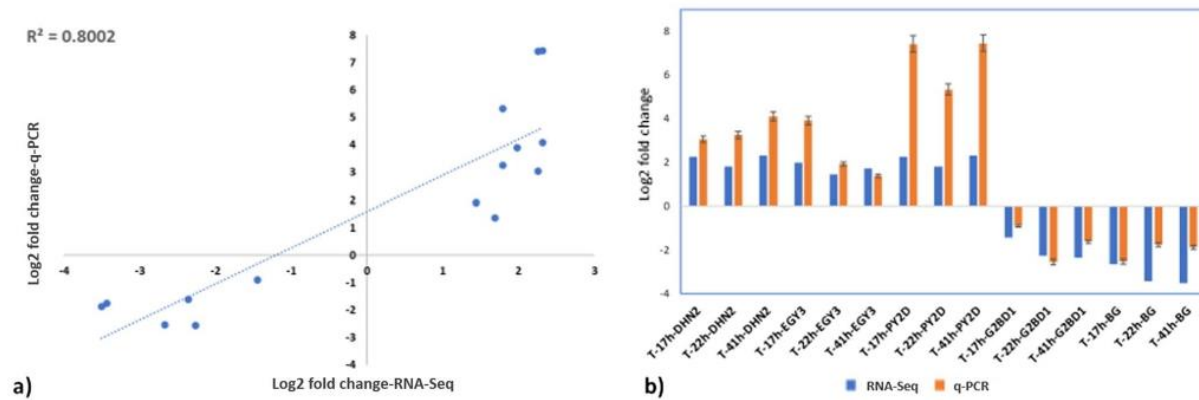 R² = 0.8002
8
7
6
5
4
3
2
1
0
-1
-2
-3
-4
-4 -3 -2 -1 0 1 2 3
Log2 fold change-q-PCR
Log2 fold change-RNA-Seq
a)
8
6
4
2
0
-2
-4
Log2 fold change
T-17h-DHN2
T-22h-DHN2
T-41h-DHN2
T-17h-EGY3
T-22h-EGY3
T-41h-EGY3
T-17h-PY2D
T-22h-PY2D
T-41h-PY2D
T-17h-G2BD1
T-22h-G2BD1
T-41h-G2BD1
T-17h-BG
T-22h-BG
T-41h-BG
RNA-Seq q-PCR
b)